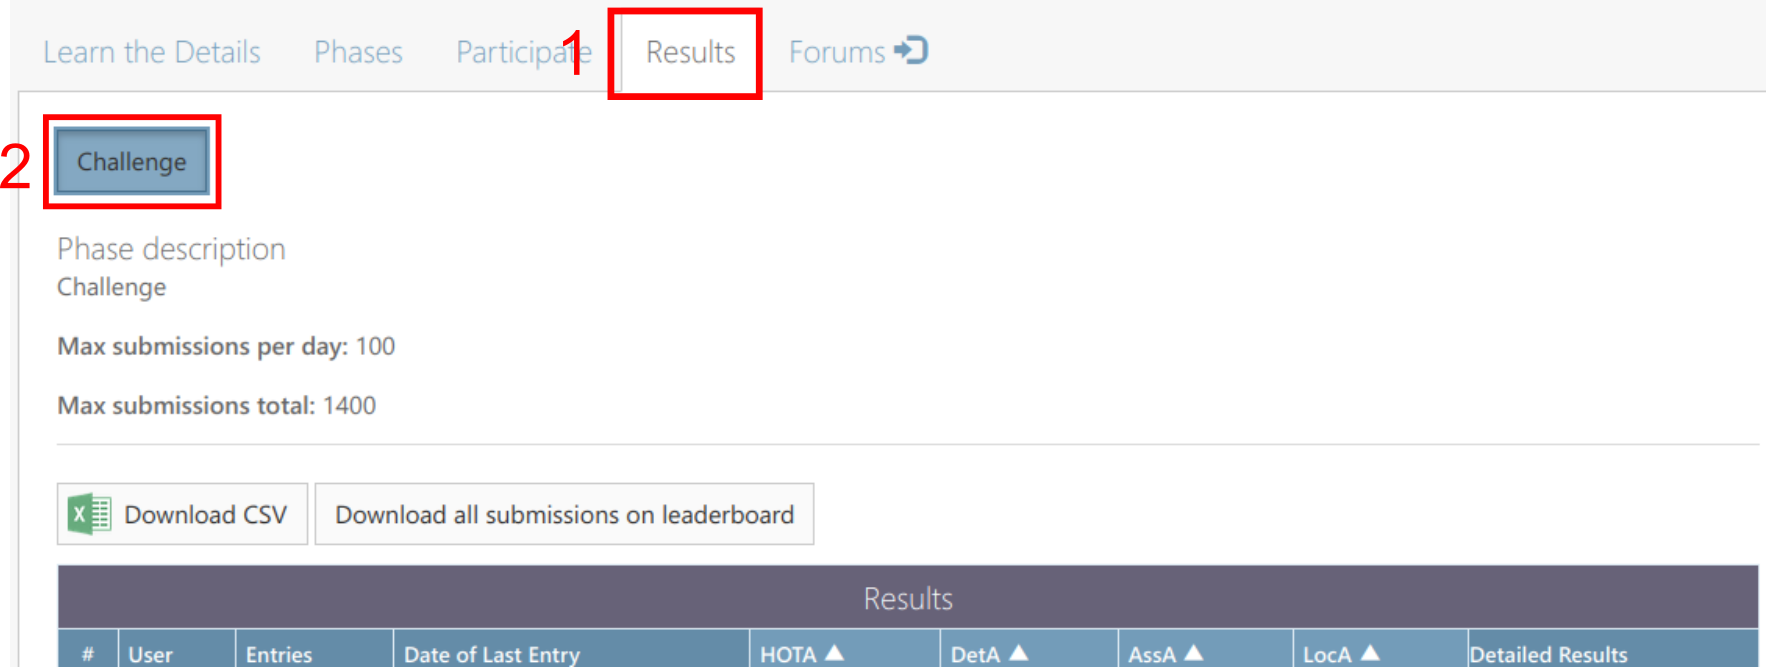 Learn the Details Phases Participate 1 Results Forums
2 Challenge
Phase description
Challenge
Max submissions per day: 100
Max submissions total: 1400
Download CSV Download all submissions on leaderboard
Results
# User Entries Date of Last Entry HOTA ▲ DetA ▲ AssA ▲ LocA ▲ Detailed Results